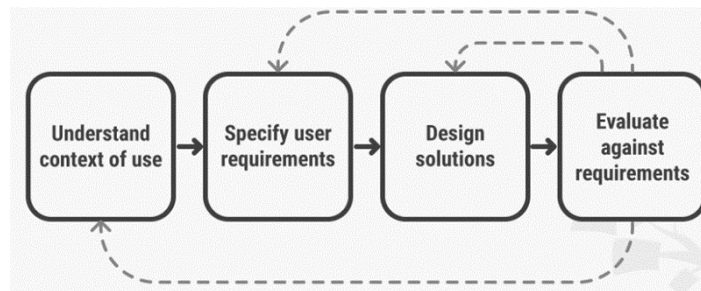 Understand
context of use
Specify user
requirements
Design
solutions
Evaluate
against
requirements